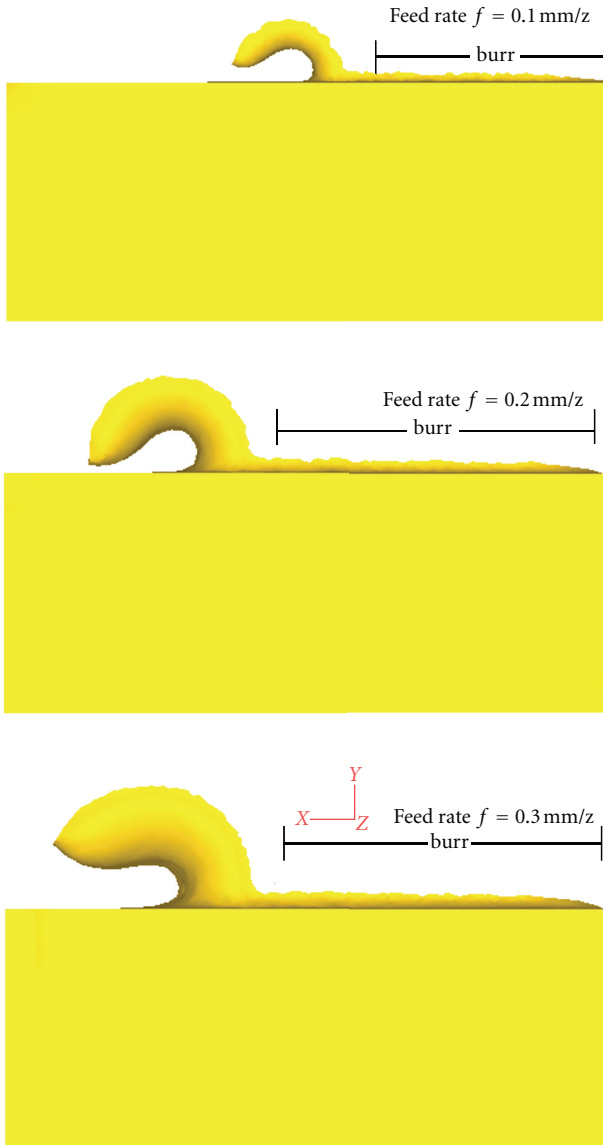 Feed rate f = 0.1 mm/z
burr
Feed rate f = 0.2 mm/z
burr
Y
X
Z
Feed rate f = 0.3 mm/z
burr